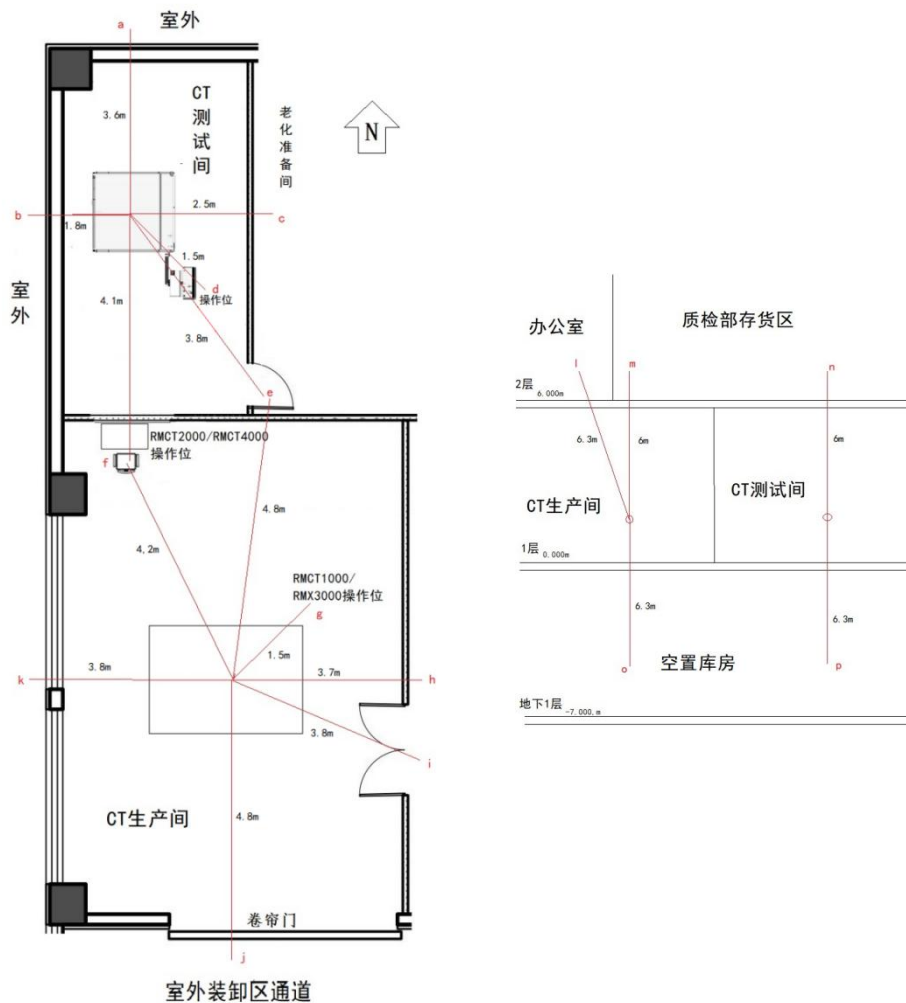 a
室外
CT
测
试
间
老
化
准
备
间
N
3.6m
2.5m
b
c
1.8m
1.5m
d
操作位
室
外
4.1m
3.8m
e
RMCT2000/RMCT4000
操作位
f
4.8m
4,2m
RMCT1000/
RMX3000操作位
g
1.5m
3.8m
3.7m
k
h
3.8m
i
CT生产间
4.8m
卷帘门
j
室外装卸区通道
办公室
质检部存货区
l
m
n
2层
6.000m
6.3m
6m
6m
CT生产间
CT测试间
1层
0.000m
6.3m
6.3m
空置库房
o
p
地下1层
-7.000,m